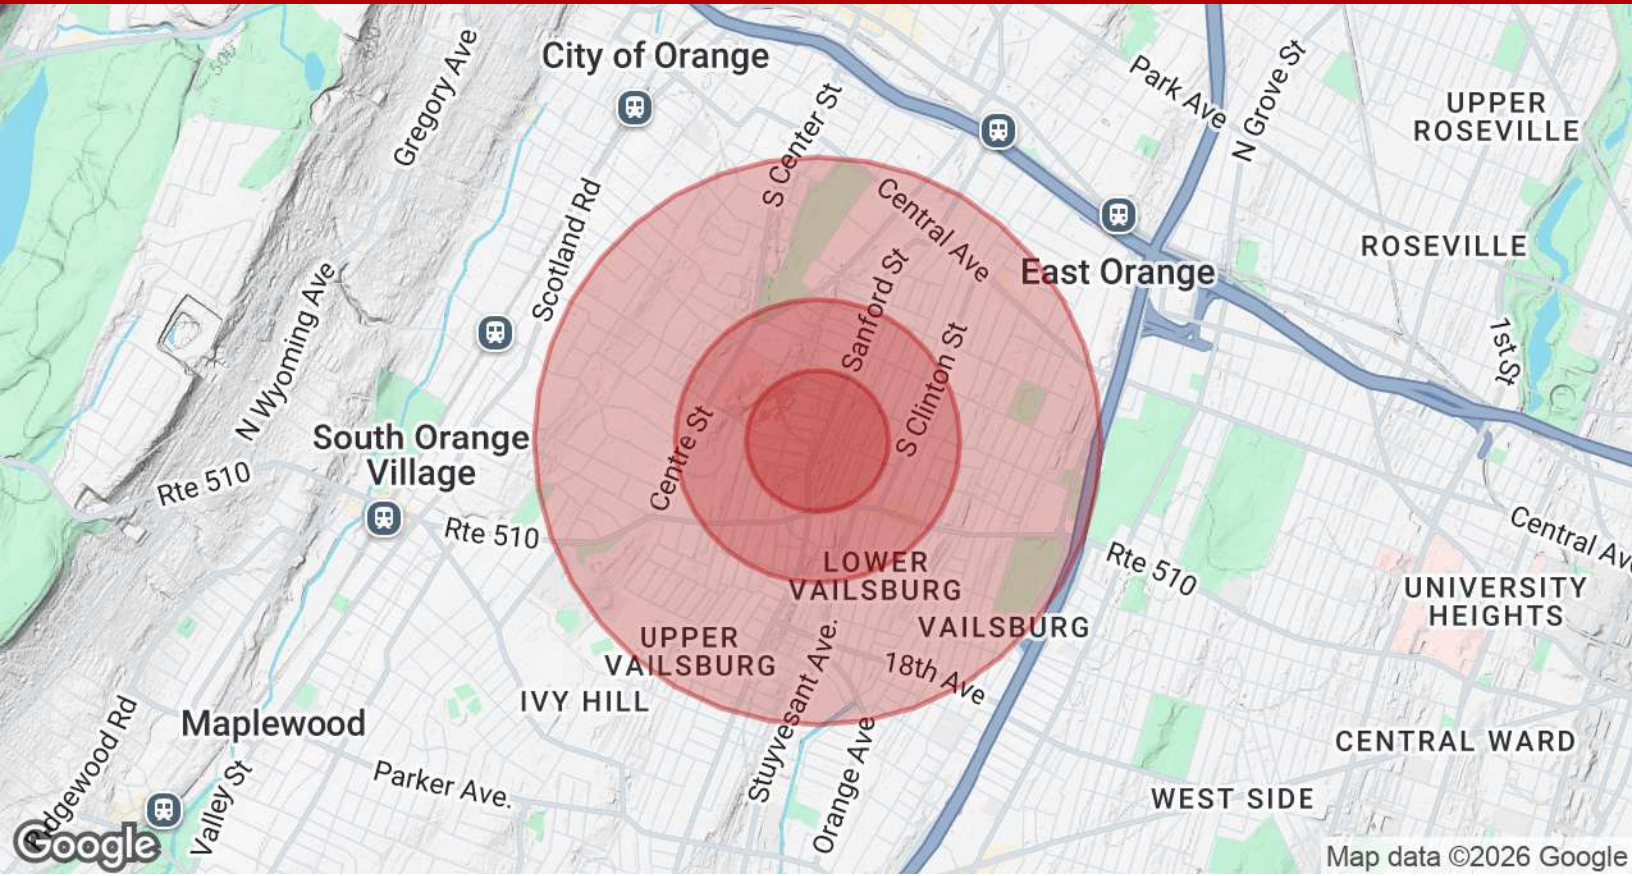 City of Orange
Gregory Ave
S Center St
Park Ave
N Grove St
UPPER
ROSEVILLE
Scotland Rd
Central Ave
ROSEVILLE
East Orange
N Wyoming Ave
Sanford St
S Clinton St
1st St
South Orange
Village
Centre St
Rte 510
Rte 510
Central Av
LOWER
VAILSBURG
Rte 510
UNIVERSITY
HEIGHTS
VAILSBURG
UPPER
VAILSBURG
18th Ave
IVY HILL
Stuyvesant Ave.
Maplewood
Orange Ave
CENTRAL WARD
Ridgewood Rd
Valley St
Parker Ave.
WEST SIDE
Google
Map data ©2026 Google